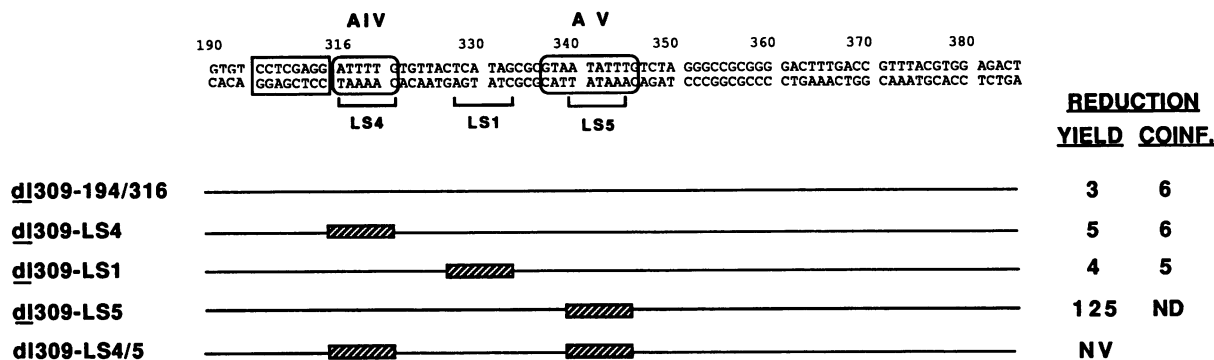 AIV A V
190 316 330 340 350 360 370 380
GTGT CCTCGAGG ATTTT GTGTTACTCA TAGCGCGTAA TATTTGTCTA GGGCCGCGGG GACTTTGACC GTTTACGTGG AGACT
CACA GGAGCTCC TAAAA CACAATGAGT ATCGCGCATT ATAAACAGAT CCCGGCGCCC CTGAAACTGG CAAATGCACC TCTGA
LS4 LS1 LS5
REDUCTION
YIELD COINF.
dl309-194/316 3 6
dl309-LS4 5 6
dl309-LS1 4 5
dl309-LS5 125 ND
dl309-LS4/5 NV